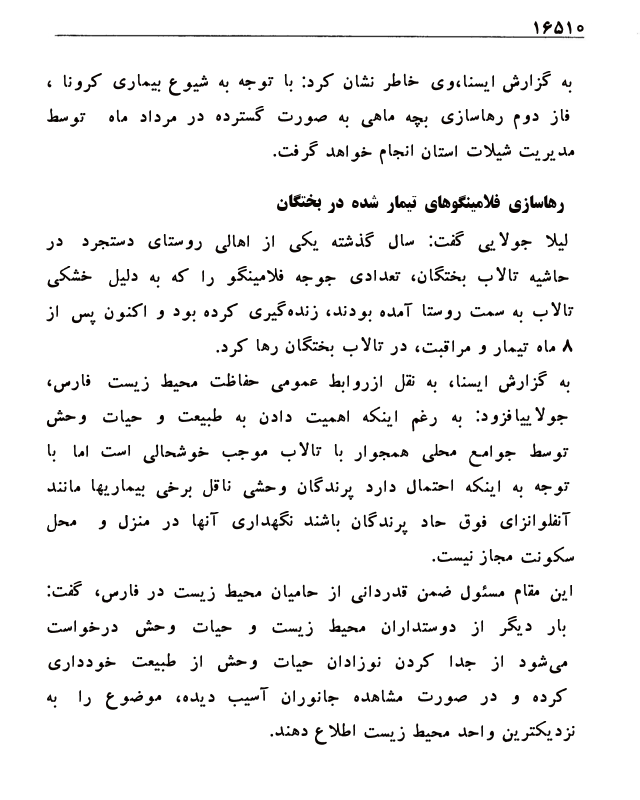 ۱۶۵۱۰
به گزارش ایسنا،وی خاطر نشان کرد: با توجه به شیوع بیماری کرونا ،
فاز دوم رهاسازی بچه ماهی به صورت گسترده در مرداد ماه توسط
مدیریت شیلات استان انجام خواهد گرفت.
رهاسازی فلامینگوهای تیمار شده در بختگان
لیلا جولایی گفت: سال گذشته یکی از اهالی روستای دستجرد در
حاشیه تالاب بختگان، تعدادی جوجه فلامینگو را که به دلیل خشکی
تالاب به سمت روستا آمده بودند، زنده‌گیری کرده بود و اکنون پس از
۸ ماه تیمار و مراقبت، در تالاب بختگان رها کرد.
به گزارش ایسنا، به نقل ازروابط عمومی حفاظت محیط زیست فارس،
جولاییافزود: به رغم اینکه اهمیت دادن به طبیعت و حیات وحش
توسط جوامع محلی همجوار با تالاب موجب خوشحالی است اما با
توجه به اینکه احتمال دارد پرندگان وحشی ناقل برخی بیماریها مانند
آنفلوانزای فوق حاد پرندگان باشند نگهداری آنها در منزل و محل
سکونت مجاز نیست.
این مقام مسئول ضمن قدردانی از حامیان محیط زیست در فارس، گفت:
بار دیگر از دوستداران محیط زیست و حیات وحش درخواست
می‌شود از جدا کردن نوزادان حیات وحش از طبیعت خودداری
کرده و در صورت مشاهده جانوران آسیب دیده، موضوع را به
نزدیکترین واحد محیط زیست اطلاع دهند.